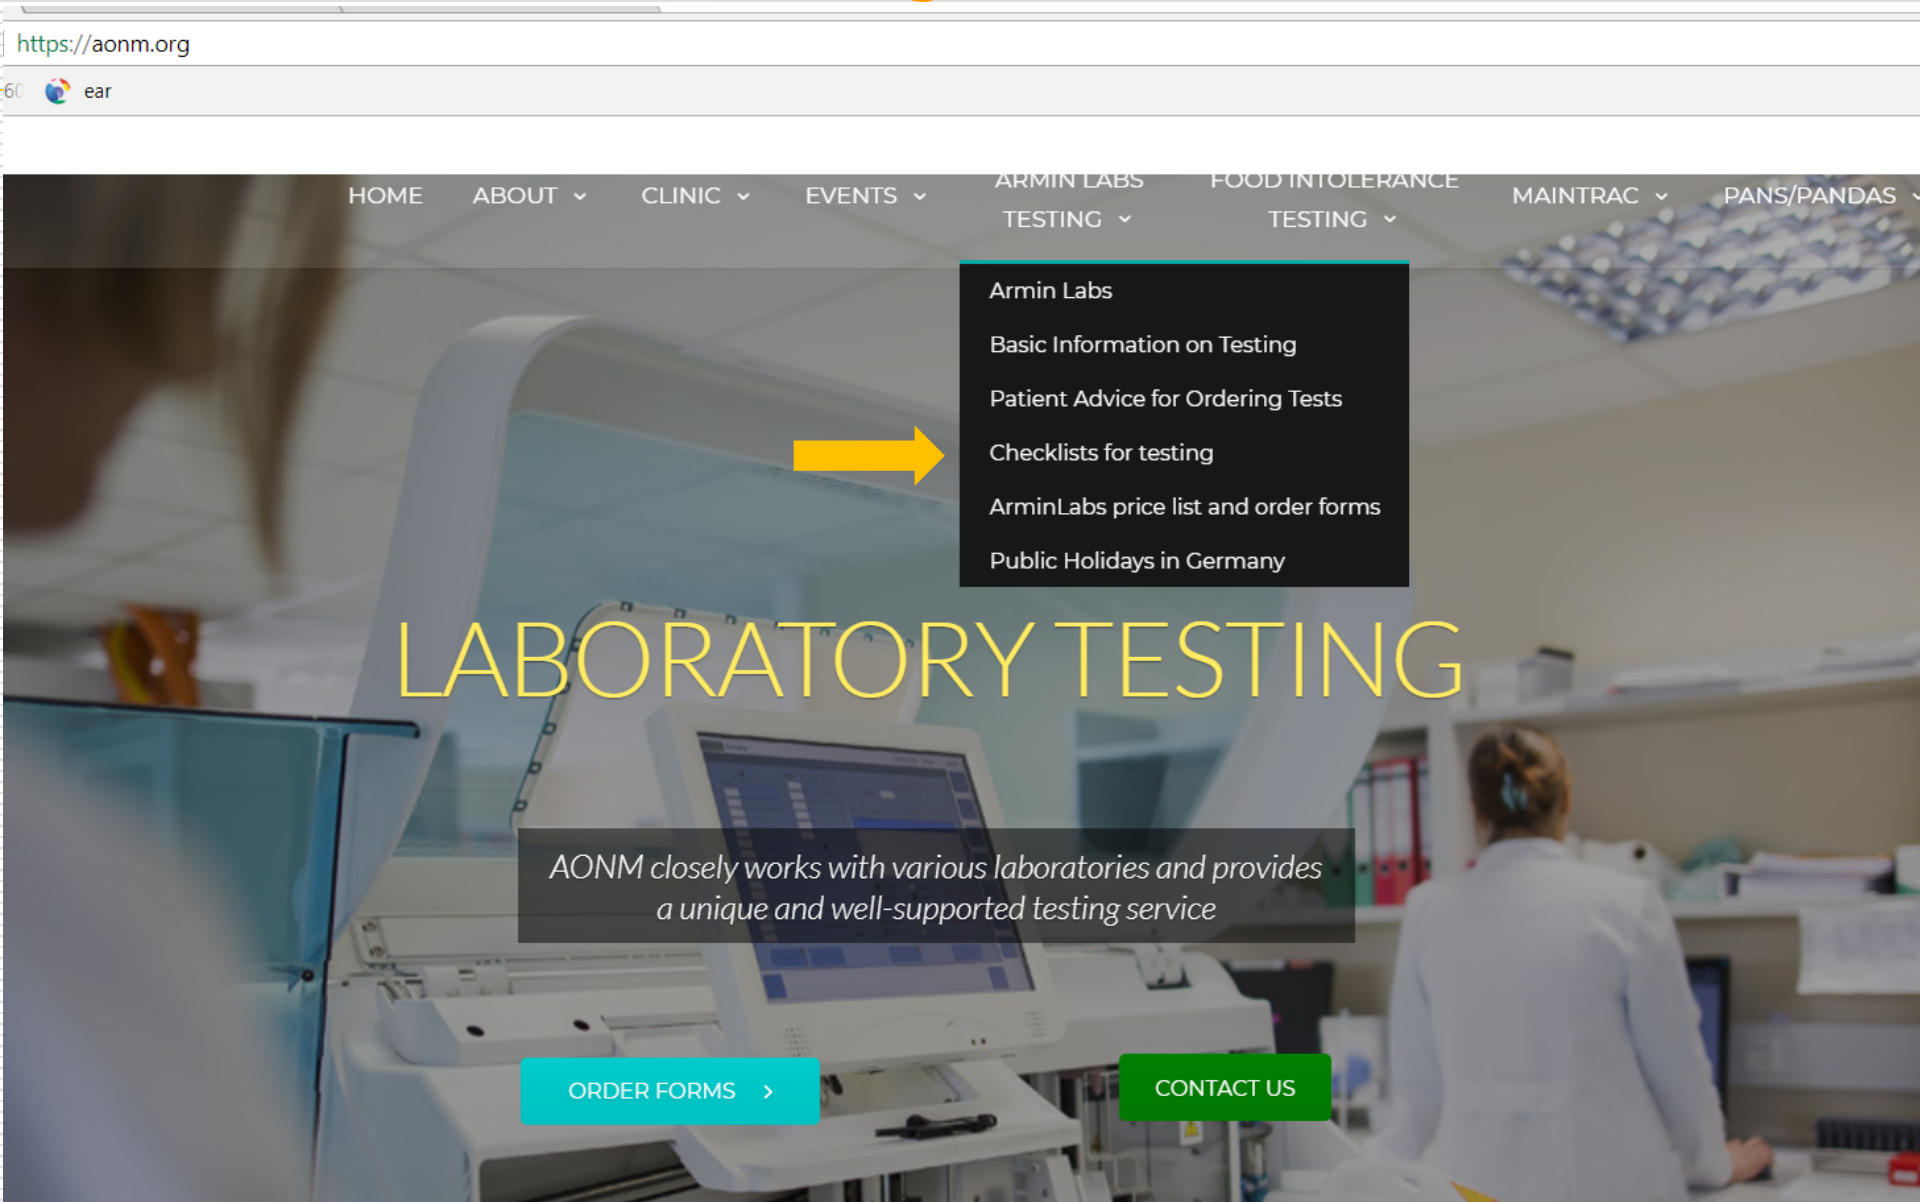 https://aonm.org
60 ear
HOME ABOUT CLINIC EVENTS ARMIN LABS TESTING FOOD INTOLERANCE TESTING MAINTRAC PANS/PANDAS
Armin Labs
Basic Information on Testing
Patient Advice for Ordering Tests
Checklists for testing
ArminLabs price list and order forms
Public Holidays in Germany
LABORATORY TESTING
AONM closely works with various laboratories and provides
a unique and well-supported testing service
ORDER FORMS
CONTACT US